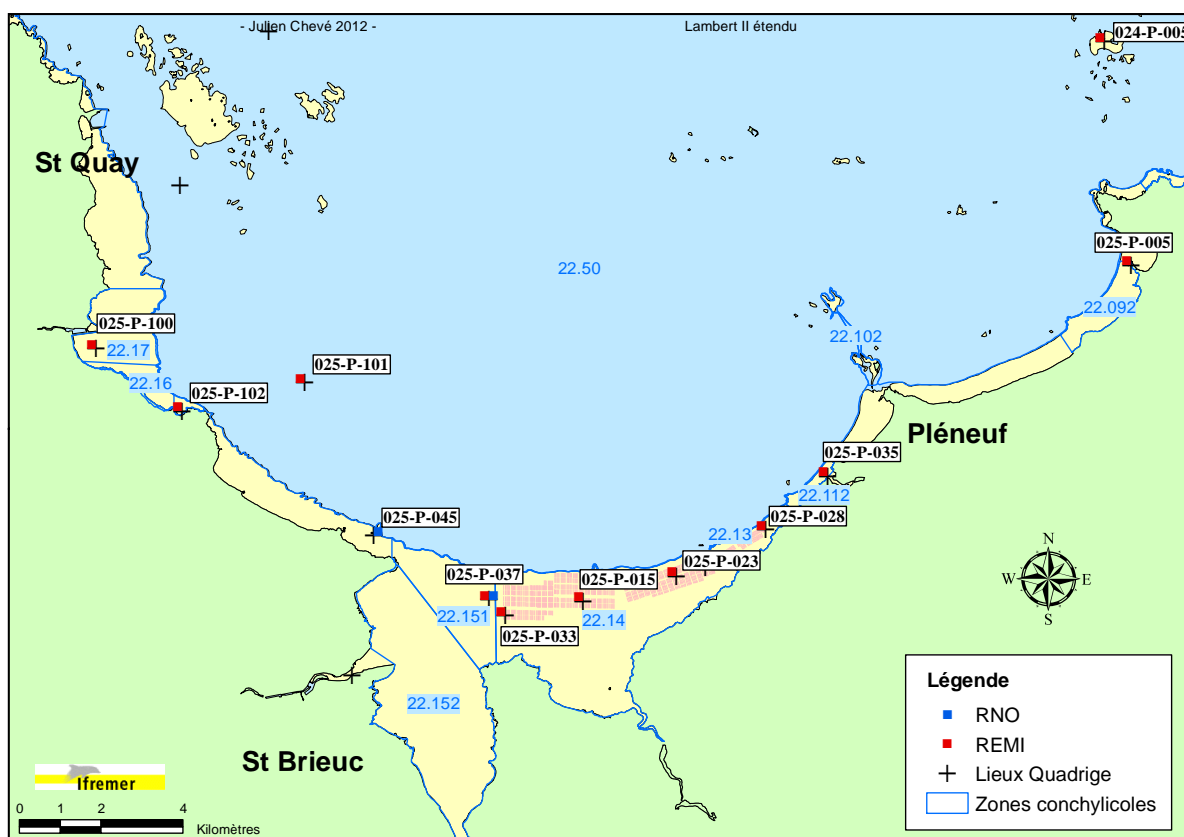 - Julien Chevé 2012 -
Lambert II étendu
024-P-005
St Quay
025-P-005
22.50
22.092
025-P-100
22.17
22.102
025-P-101
22.16
025-P-102
Pléneuf
025-P-035
22.112
025-P-045
025-P-028
22.13
025-P-023
025-P-037
025-P-015
22.151
22.14
025-P-033
N
W
E
S
22.152
St Brieuc
Légende
RNO
REMI
Lieux Quadrige
Zones conchylicoles
Ifremer
0 1 2 4
Kilomètres